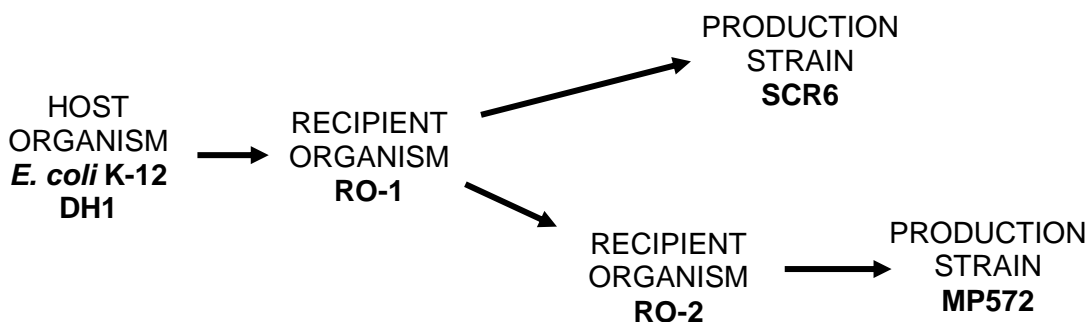 HOST
ORGANISM
E. coli K-12
DH1
RECIPIENT
ORGANISM
RO-1
PRODUCTION
STRAIN
SCR6
RECIPIENT
ORGANISM
RO-2
PRODUCTION
STRAIN
MP572